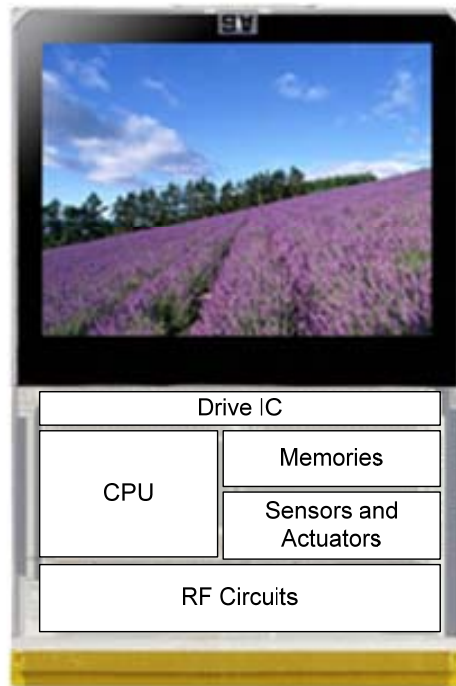 Drive IC
CPU
Memories
Sensors and
Actuators
RF Circuits